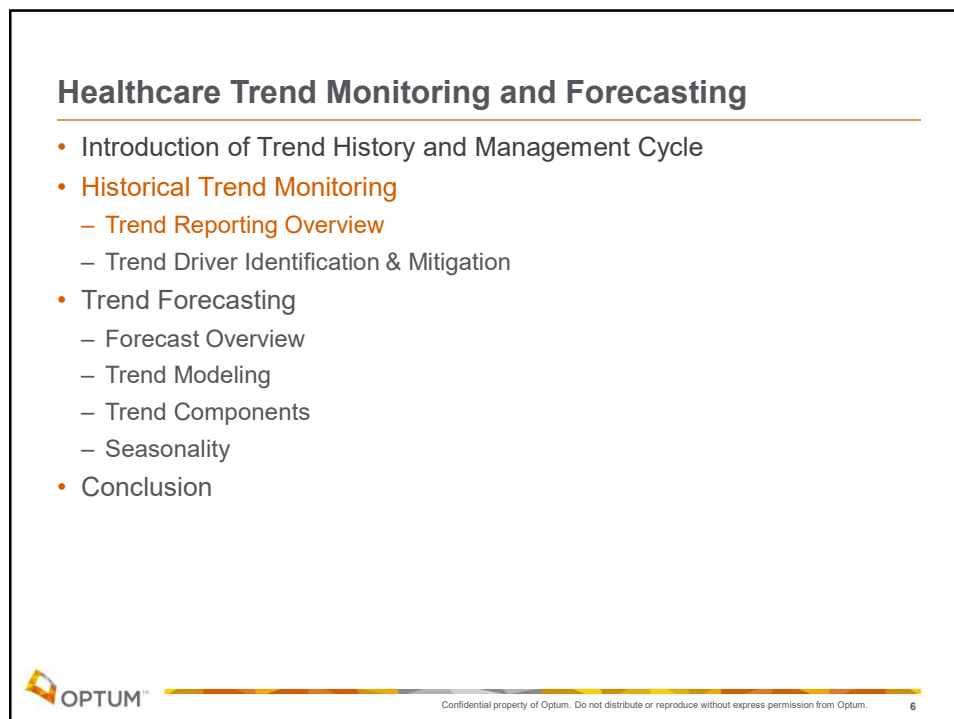 Healthcare Trend Monitoring and Forecasting
• Introduction of Trend History and Management Cycle
• Historical Trend Monitoring
– Trend Reporting Overview
– Trend Driver Identification & Mitigation
• Trend Forecasting
– Forecast Overview
– Trend Modeling
– Trend Components
– Seasonality
• Conclusion
OPTUM™
Confidential property of Optum. Do not distribute or reproduce without express permission from Optum.
6